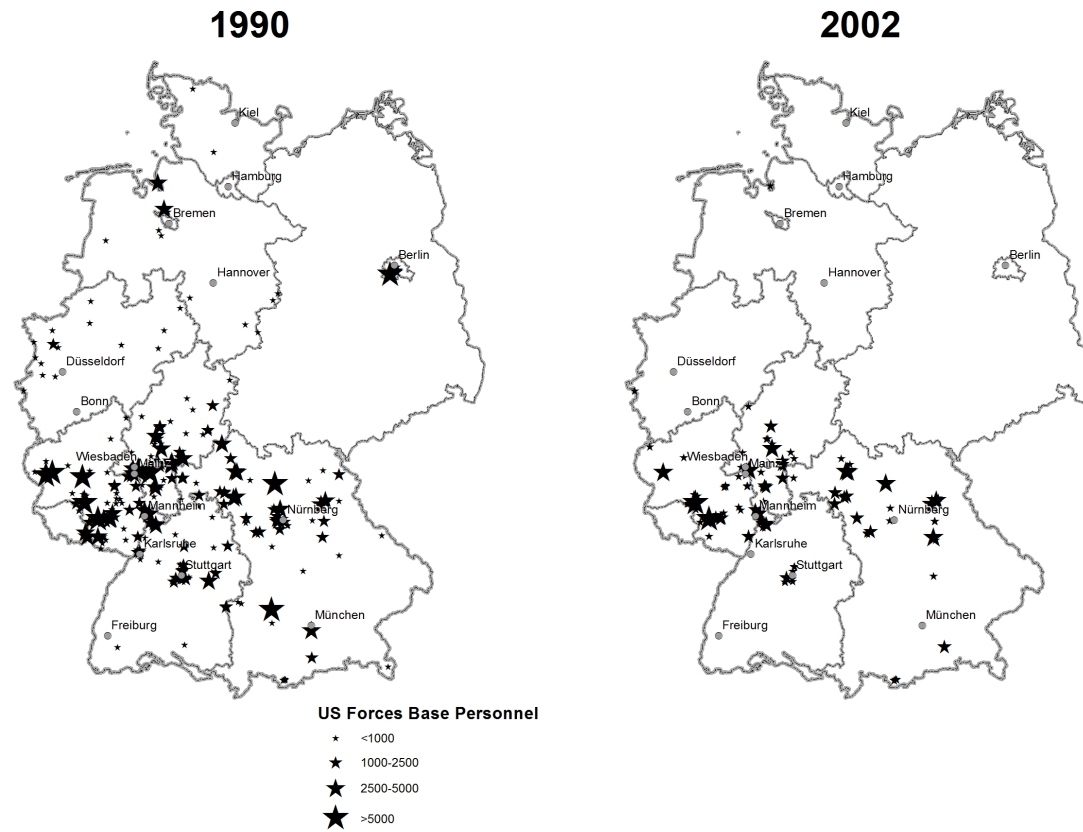 1990
2002
Kiel
Hamburg
Bremen
Berlin
Hannover
Düsseldorf
Bonn
Wiesbaden
Mainz
Mannheim
Nürnberg
Karlsruhe
Stuttgart
München
Freiburg
Kiel
Hamburg
Bremen
Berlin
Hannover
Düsseldorf
Bonn
Wiesbaden
Mainz
Mannheim
Nürnberg
Karlsruhe
Stuttgart
München
Freiburg
US Forces Base Personnel
<1000
1000-2500
2500-5000
>5000